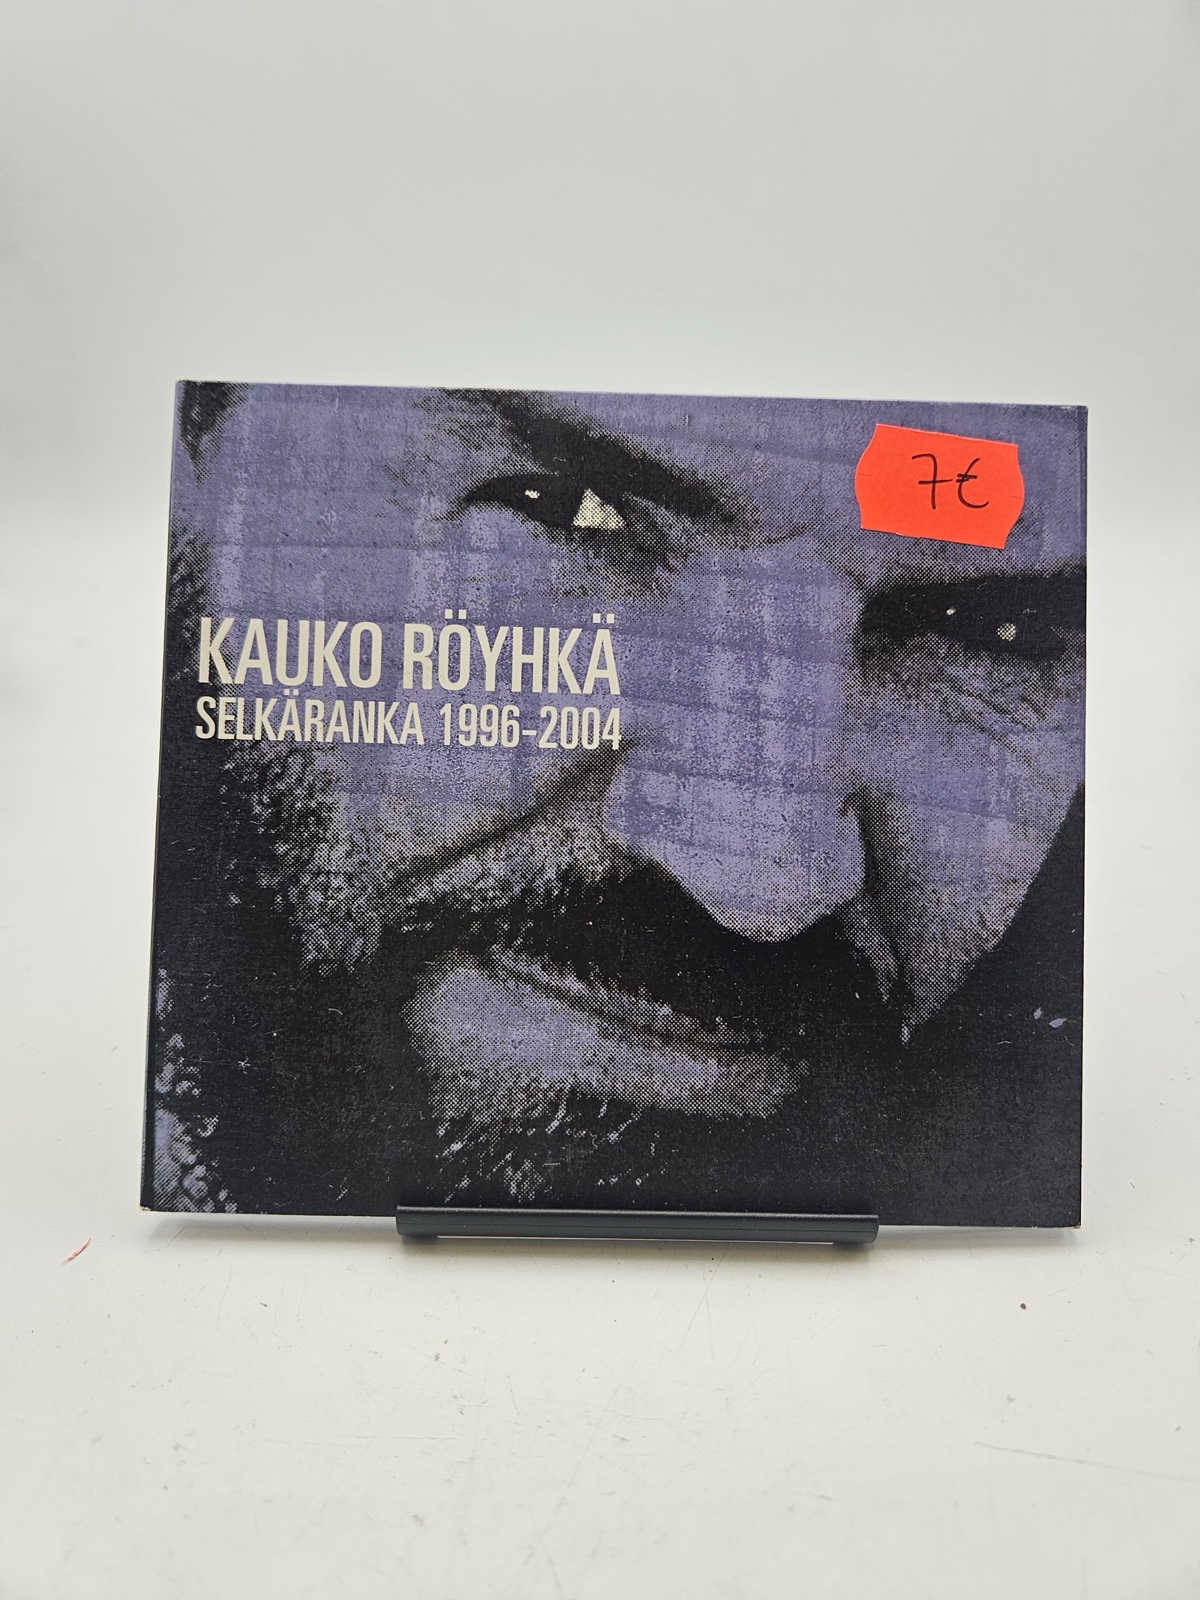 7€
KAUKO RÖYHKÄ
SELKÄRANKA 1996-2004